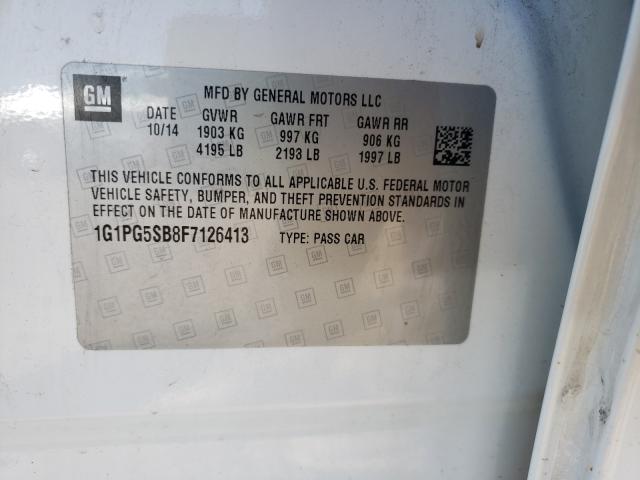 GM
MFD BY GENERAL MOTORS LLC
DATE GVWR GAWR FRT GAWR RR
10/14 1903 KG 997 KG 906 KG
4195 LB 2193 LB 1997 LB
THIS VEHICLE CONFORMS TO ALL APPLICABLE U.S. FEDERAL MOTOR
VEHICLE SAFETY, BUMPER, AND THEFT PREVENTION STANDARDS IN
EFFECT ON THE DATE OF MANUFACTURE SHOWN ABOVE.
1G1PG5SB8F7126413 TYPE: PASS CAR